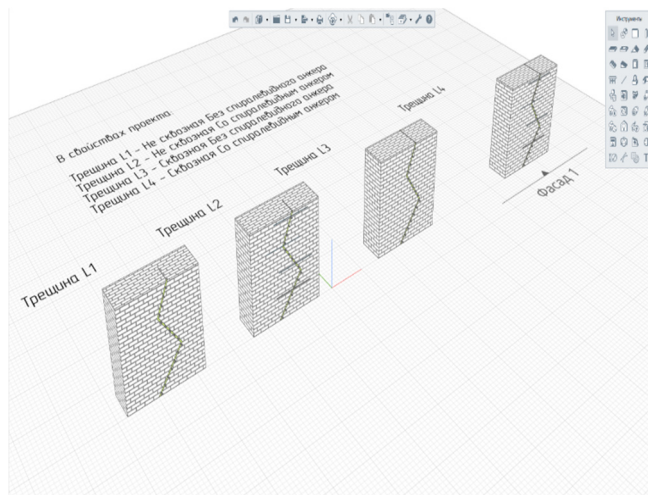 Инструменты
В свойствах проекта:
Трещина L1 - Не сквозная Без спиралевидного анкера
Трещина L2 - Не сквозная Со спиралевидным анкером
Трещина L3 - Сквозная Без спиралевидного анкера
Трещина L4 - Сквозная Со спиралевидным анкером
Трещина L1
Трещина L2
Трещина L3
Трещина L4
Фасад 1